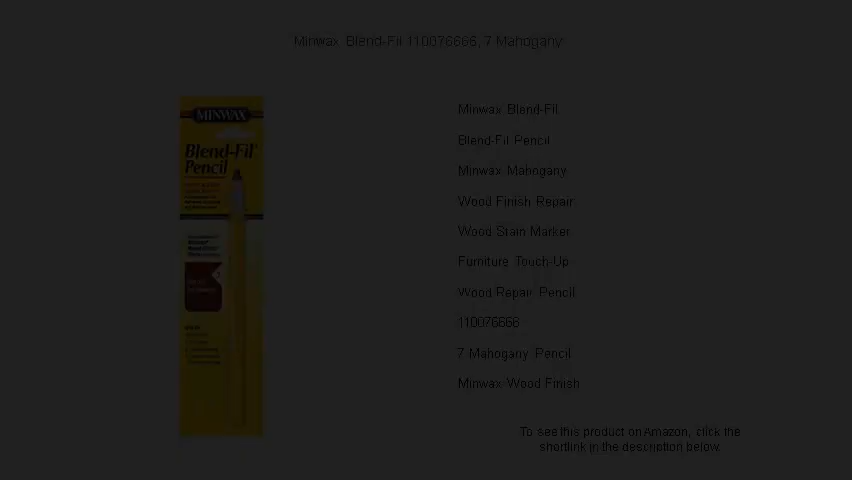 Minwax Blend-Fil 110076666, 7 Mahogany
MINWAX
Blend-Fil®
Pencil
Minwax Blend-Fil
Blend-Fil Pencil
Minwax Mahogany
Wood Finish Repair
Wood Stain Marker
Furniture Touch-Up
Wood Repair Pencil
110076666
7 Mahogany Pencil
Minwax Wood Finish
To see this product on Amazon, click the
shortlink in the description below.